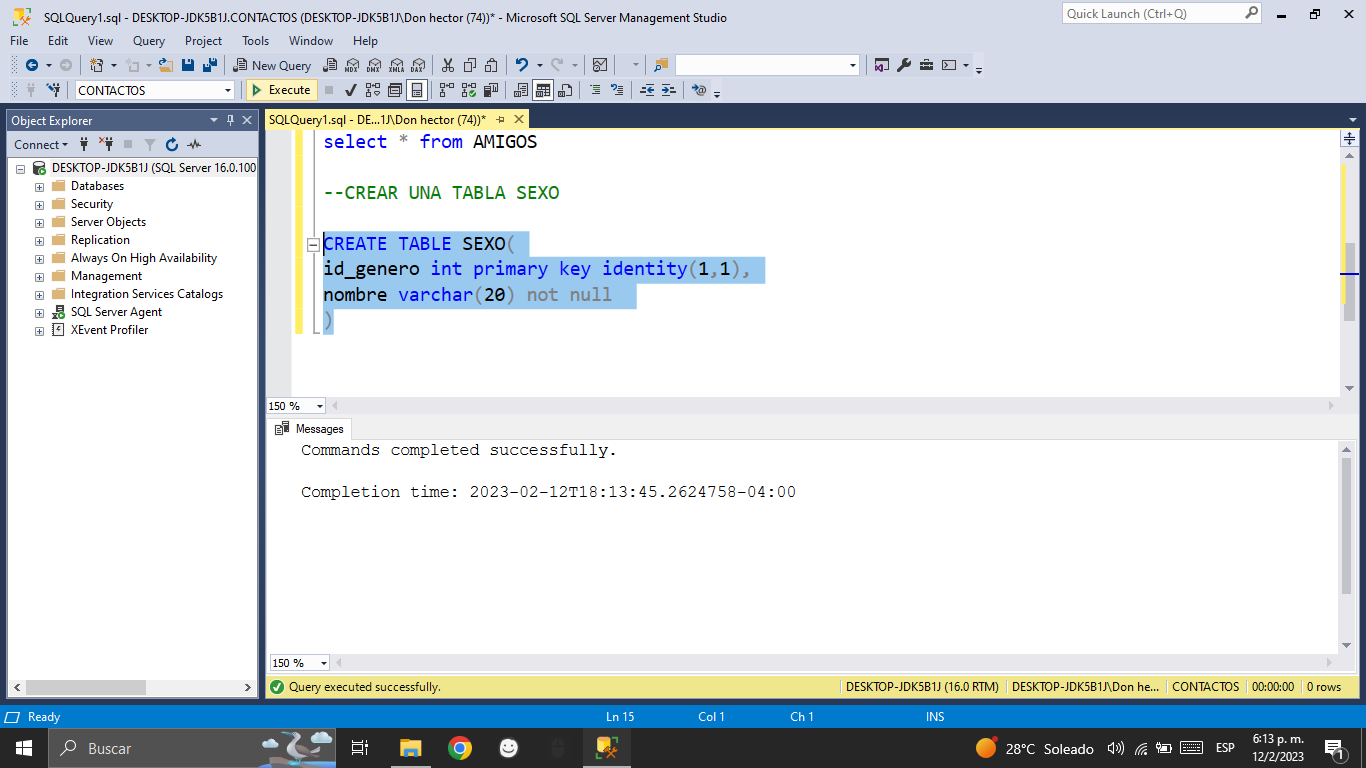 SQLQuery1.sql - DESKTOP-JDK5B1J.CONTACTOS (DESKTOP-JDK5B1J\Don hector (74))* - Microsoft SQL Server Management Studio
Quick Launch (Ctrl+Q)
File Edit View Query Project Tools Window Help
New Query
MDX DMX XMLA DAX
CONTACTOS
Execute
Object Explorer
Connect
DESKTOP-JDK5B1J (SQL Server 16.0.100
Databases
Security
Server Objects
Replication
Always On High Availability
Management
Integration Services Catalogs
SQL Server Agent
XEvent Profiler
SQLQuery1.sql - DE...1J\Don hector (74))*
select * from AMIGOS
--CREAR UNA TABLA SEXO
CREATE TABLE SEXO(
id_genero int primary key identity(1,1),
nombre varchar(20) not null
)
150 %
Messages
Commands completed successfully.
Completion time: 2023-02-12T18:13:45.2624758-04:00
150 %
Query executed successfully.
DESKTOP-JDK5B1J (16.0 RTM)
DESKTOP-JDK5B1J\Don he...
CONTACTOS
00:00:00
0 rows
Ready
Ln 15
Col 1
Ch 1
INS
Buscar
28°C Soleado
ESP
6:13 p. m.
12/2/2023
1